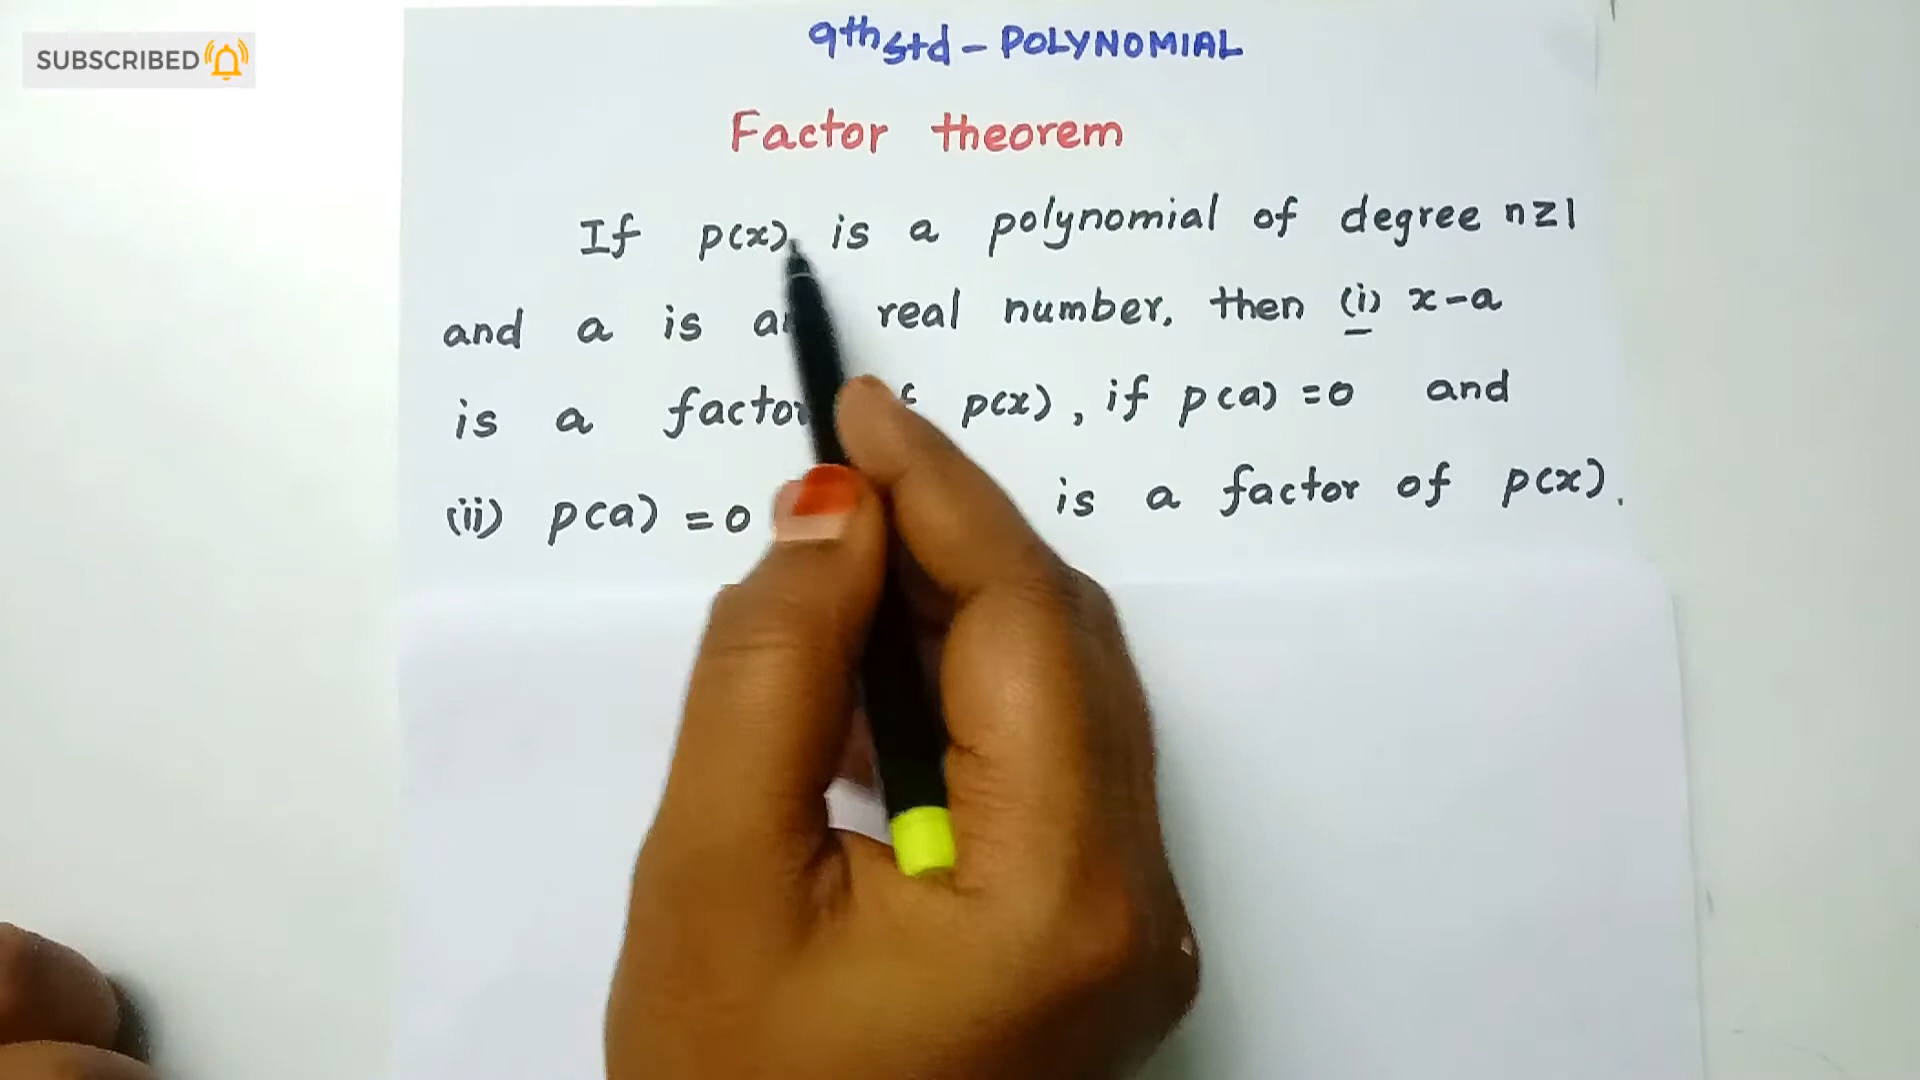 SUBSCRIBED
9th std - POLYNOMIAL
Factor theorem
If p(x) is a polynomial of degree n≥1
and a is real number, then (i) x-a
is a factor p(x), if p(a) =0 and
(ii) p(a) =0 is a factor of p(x).